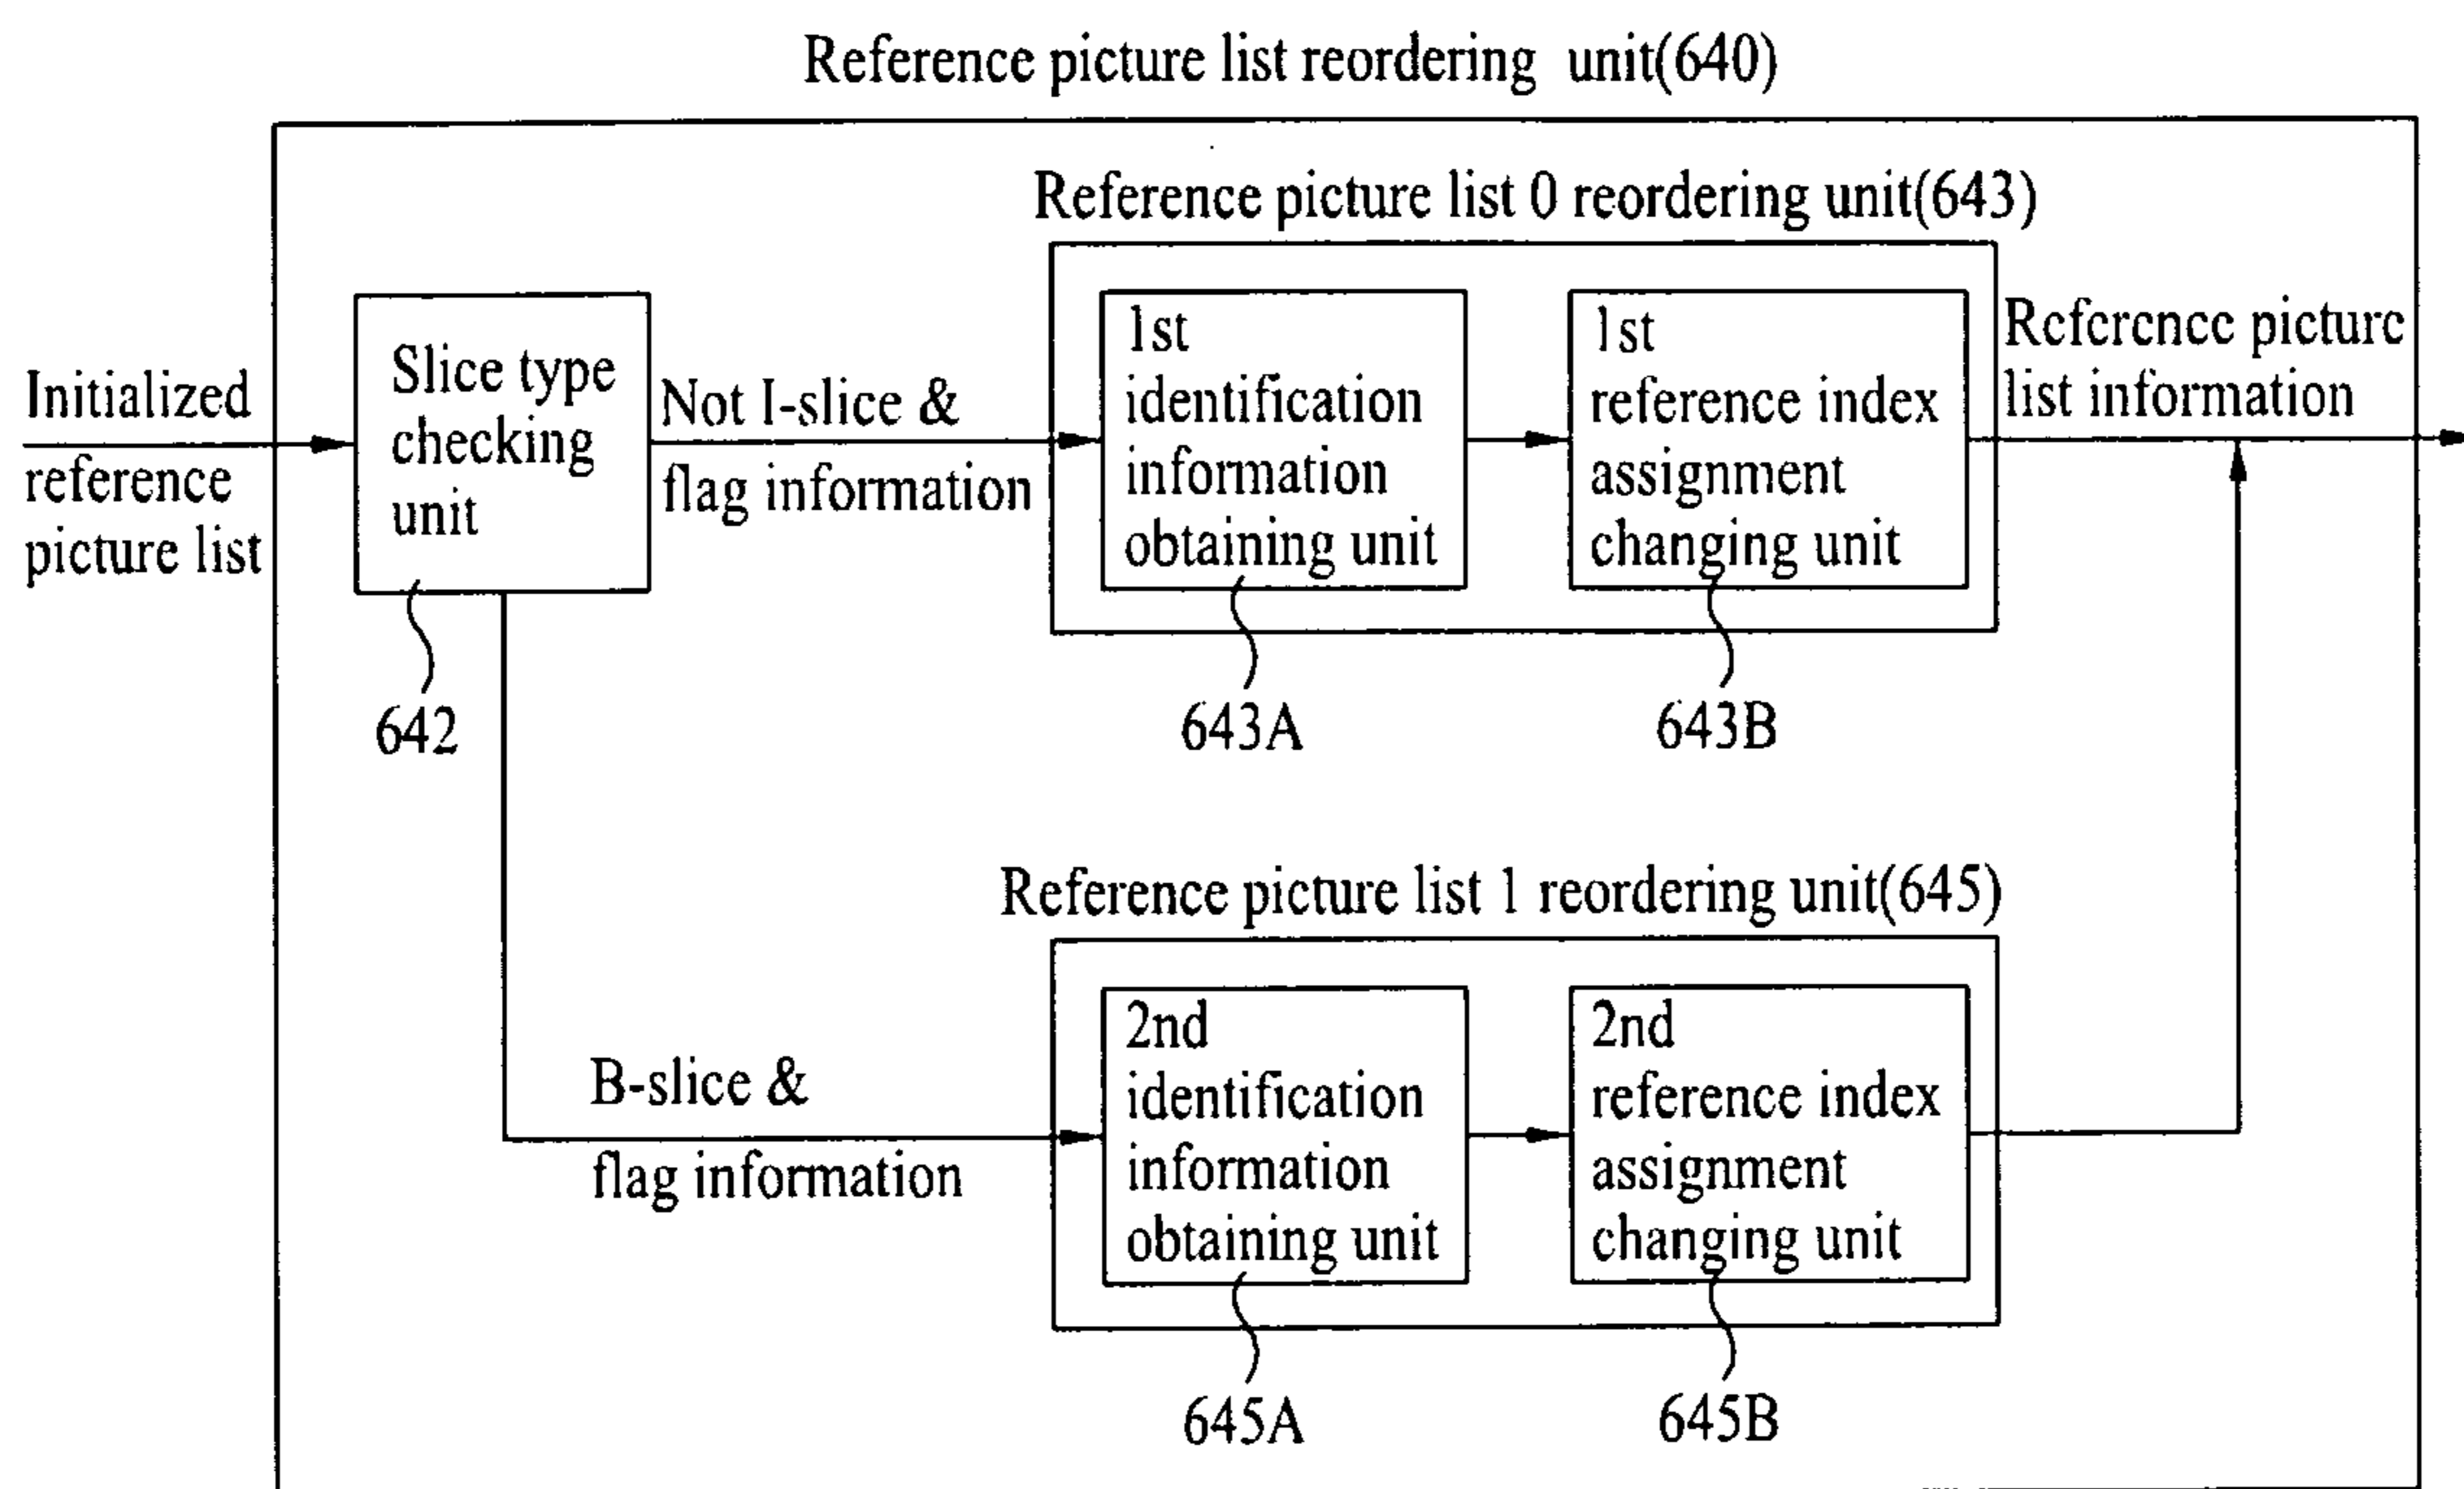 Reference picture list reordering unit(640)
Reference picture list 0 reordering unit(643)
Initialized
reference
picture list
Slice type
checking
unit
642
Not I-slice &
flag information
1st
identification
information
obtaining unit
643A
1st
reference index
assignment
changing unit
643B
Reference picture
list information
Reference picture list 1 reordering unit(645)
B-slice &
flag information
2nd
identification
information
obtaining unit
645A
2nd
reference index
assignment
changing unit
645B